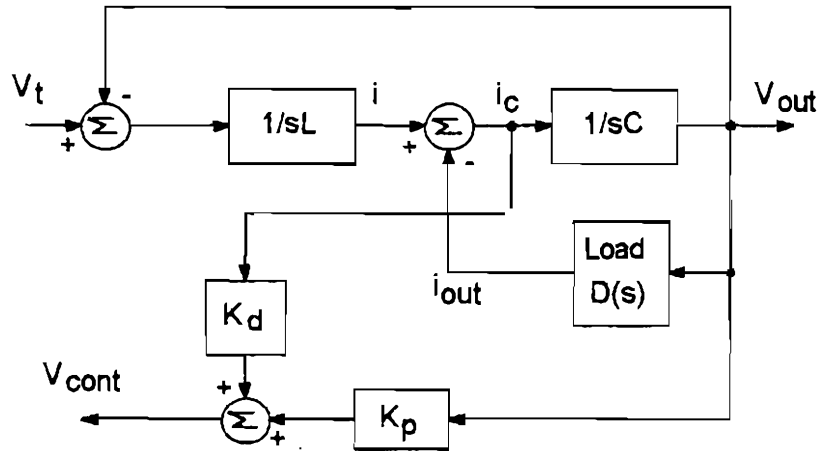 -
V_t
Σ
+
1/sL
i
Σ
+
-
i_c
1/sC
V_out
Load
D(s)
i_out
K_d
V_cont
+
Σ
+
K_p